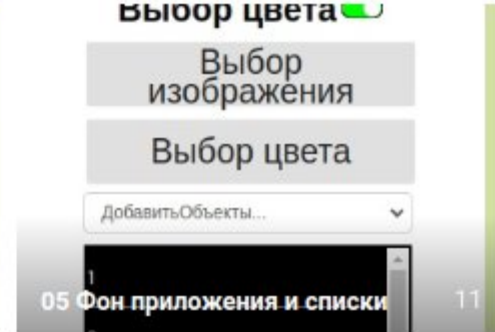 Выбор цвета
Выбор
изображения
Выбор цвета
ДобавитьОбъекты...
1
05 Фон приложения и списки
11